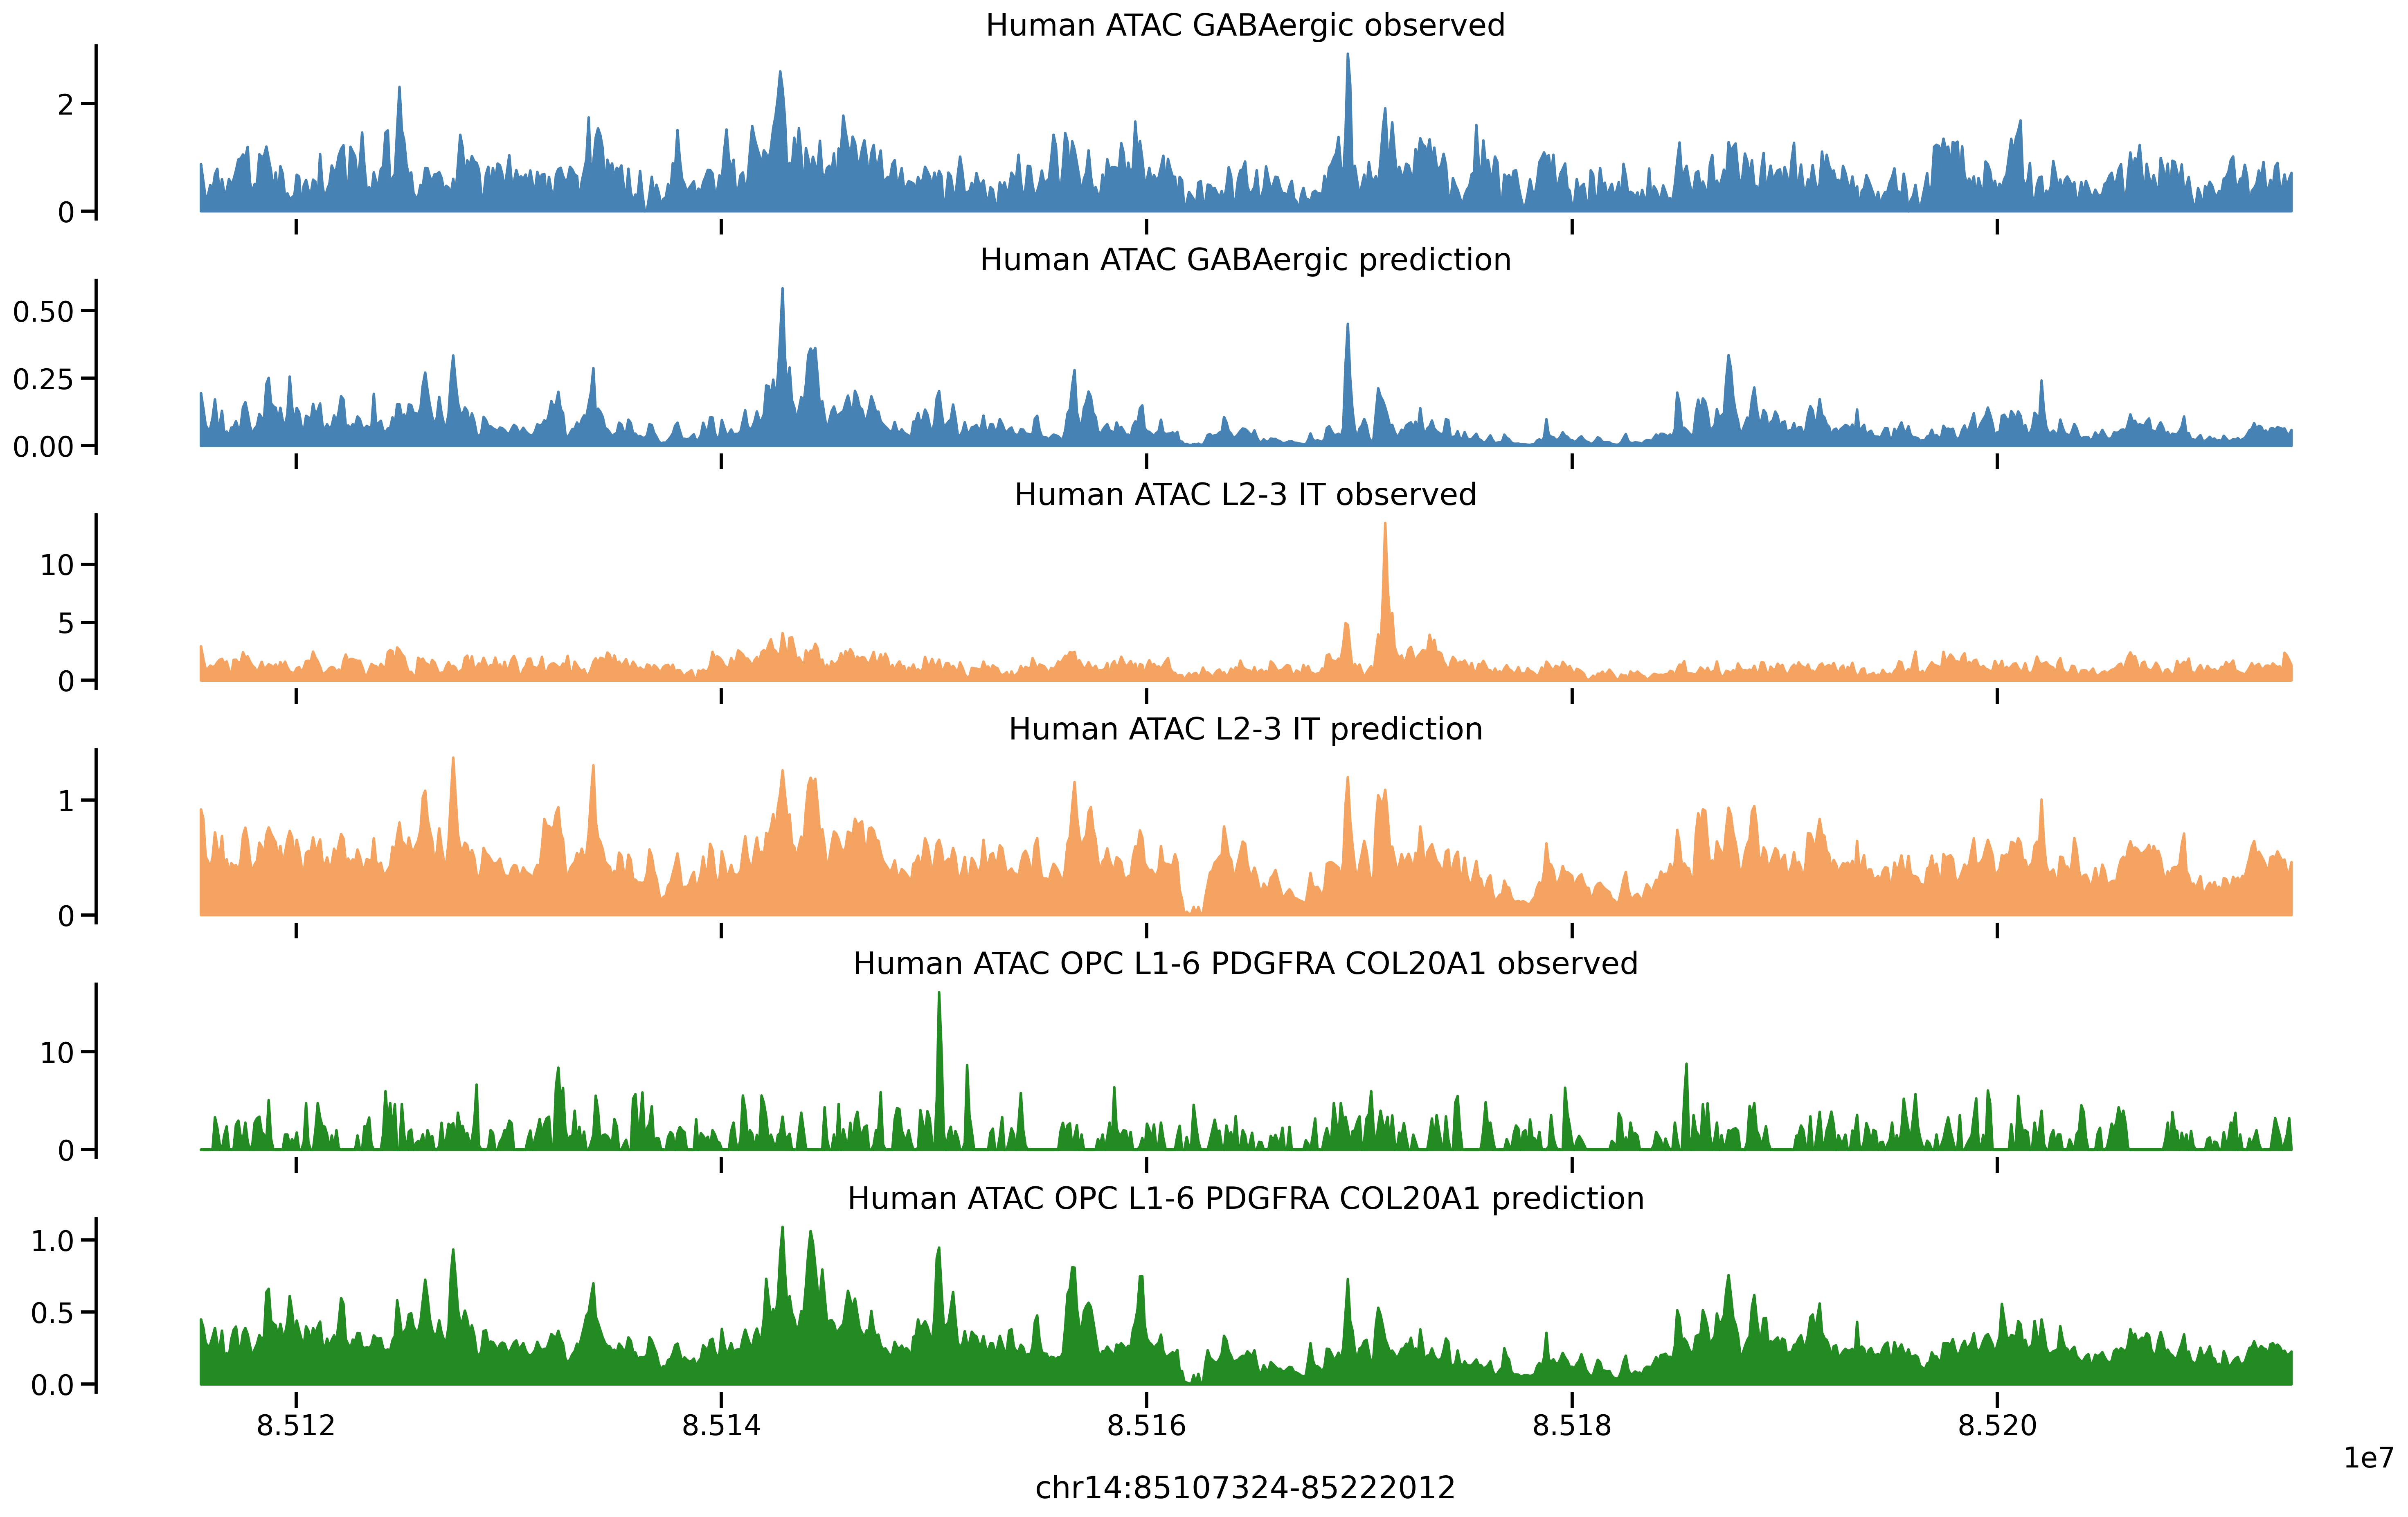 Human ATAC GABAergic observed
2
0
Human ATAC GABAergic prediction
0.50
0.25
0.00
Human ATAC L2-3 IT observed
10
5
0
Human ATAC L2-3 IT prediction
1
0
Human ATAC OPC L1-6 PDGFRA COL20A1 observed
10
0
Human ATAC OPC L1-6 PDGFRA COL20A1 prediction
1.0
0.5
0.0
8.512 8.514 8.516 8.518 8.520
1e7
chr14:85107324-85222012